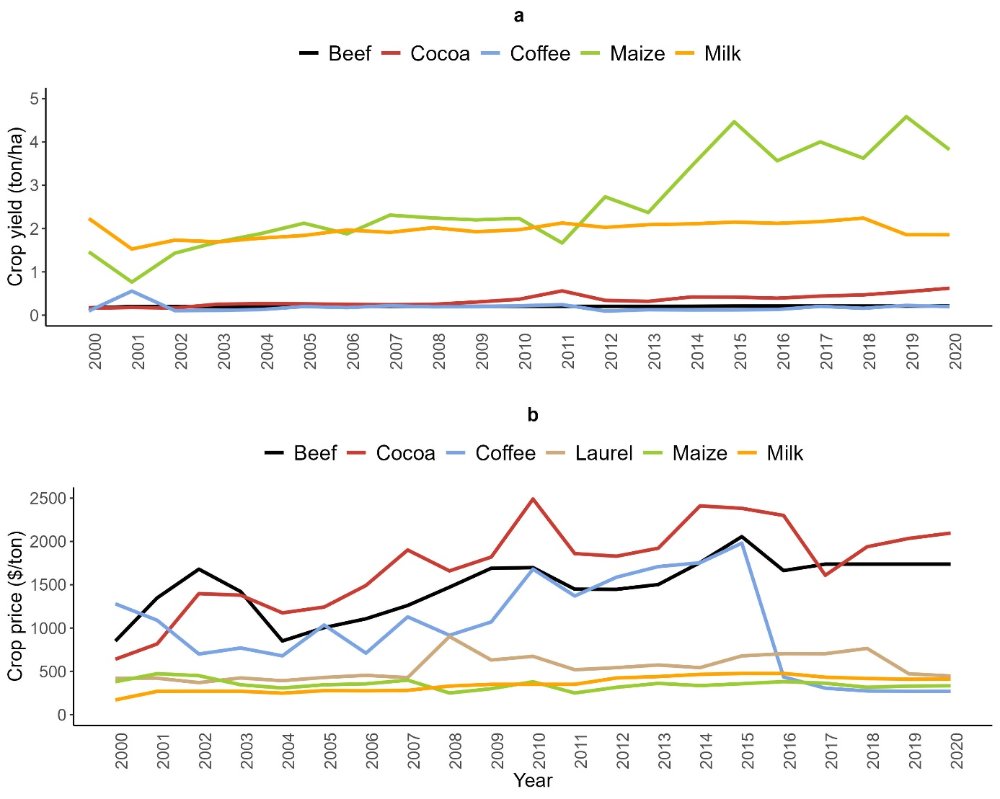 a
Beef Cocoa Coffee Maize Milk
Crop yield (ton/ha)
5
4
3
2
1
0
2000 2001 2002 2003 2004 2005 2006 2007 2008 2009 2010 2011 2012 2013 2014 2015 2016 2017 2018 2019 2020
b
Beef Cocoa Coffee Laurel Maize Milk
Crop price ($/ton)
2500
2000
1500
1000
500
0
2000 2001 2002 2003 2004 2005 2006 2007 2008 2009 2010 2011 2012 2013 2014 2015 2016 2017 2018 2019 2020
Year